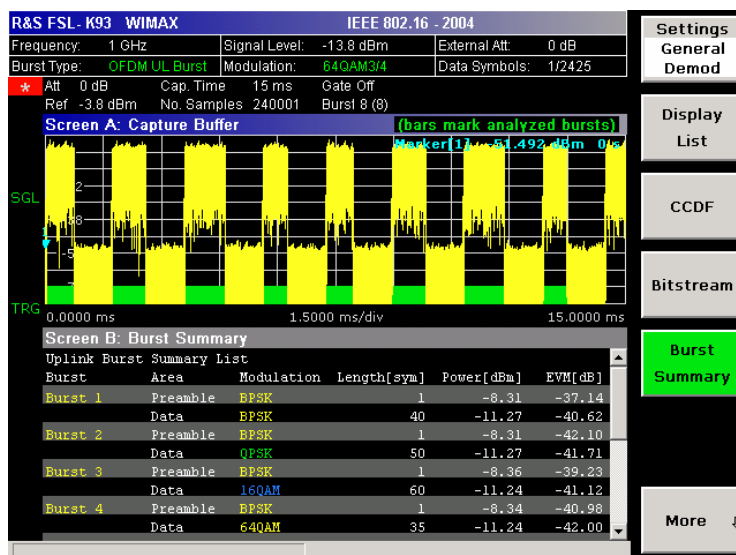 R&S FSL-K93 WIMAX IEEE 802.16 - 2004
Frequency: 1 GHz Signal Level: -13.8 dBm External Att: 0 dB
Burst Type: OFDM UL Burst Modulation: 64QAM3/4 Data Symbols: 1/2425
* Att 0 dB Cap. Time 15 ms Gate Off
Ref -3.8 dBm No. Samples 240001 Burst 8 (8)
Screen A: Capture Buffer (bars mark analyzed bursts)
Marker[1] -51.492 dBm 0 s
SGL
TRG
0.0000 ms 1.5000 ms/div 15.0000 ms
Screen B: Burst Summary
Uplink Burst Summary List
Burst Area Modulation Length[sym] Power[dBm] EVM[dB]
Burst 1 Preamble BPSK 1 -8.31 -37.14
Data BPSK 40 -11.27 -40.62
Burst 2 Preamble BPSK 1 -8.31 -42.10
Data QPSK 50 -11.27 -41.71
Burst 3 Preamble BPSK 1 -8.36 -39.23
Data 16QAM 60 -11.24 -41.12
Burst 4 Preamble BPSK 1 -8.34 -40.98
Data 64QAM 35 -11.24 -42.00
Settings
General
Demod
Display
List
CCDF
Bitstream
Burst
Summary
More